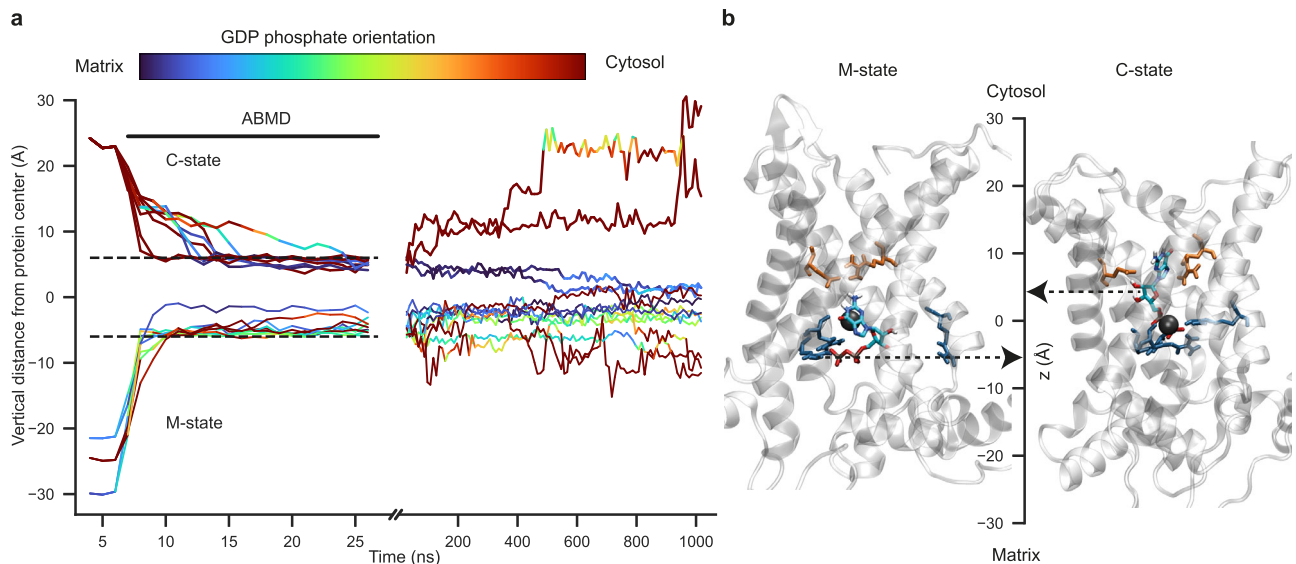 a
GDP phosphate orientation
Matrix
Cytosol
ABMD
C-state
M-state
Vertical distance from protein center (Å)
30
20
10
0
−10
−20
−30
5
10
15
20
25
200
400
600
800
1000
Time (ns)
b
M-state
C-state
Cytosol
30
20
10
0
−10
−20
−30
z (Å)
Matrix